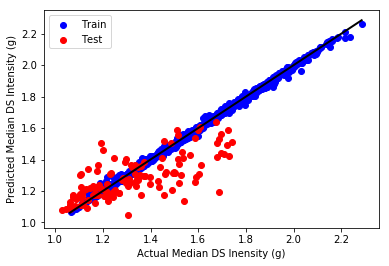 Train
Test
Predicted Median DS Intensity (g)
2.2
2.0
1.8
1.6
1.4
1.2
1.0
1.0 1.2 1.4 1.6 1.8 2.0 2.2
Actual Median DS Inensity (g)